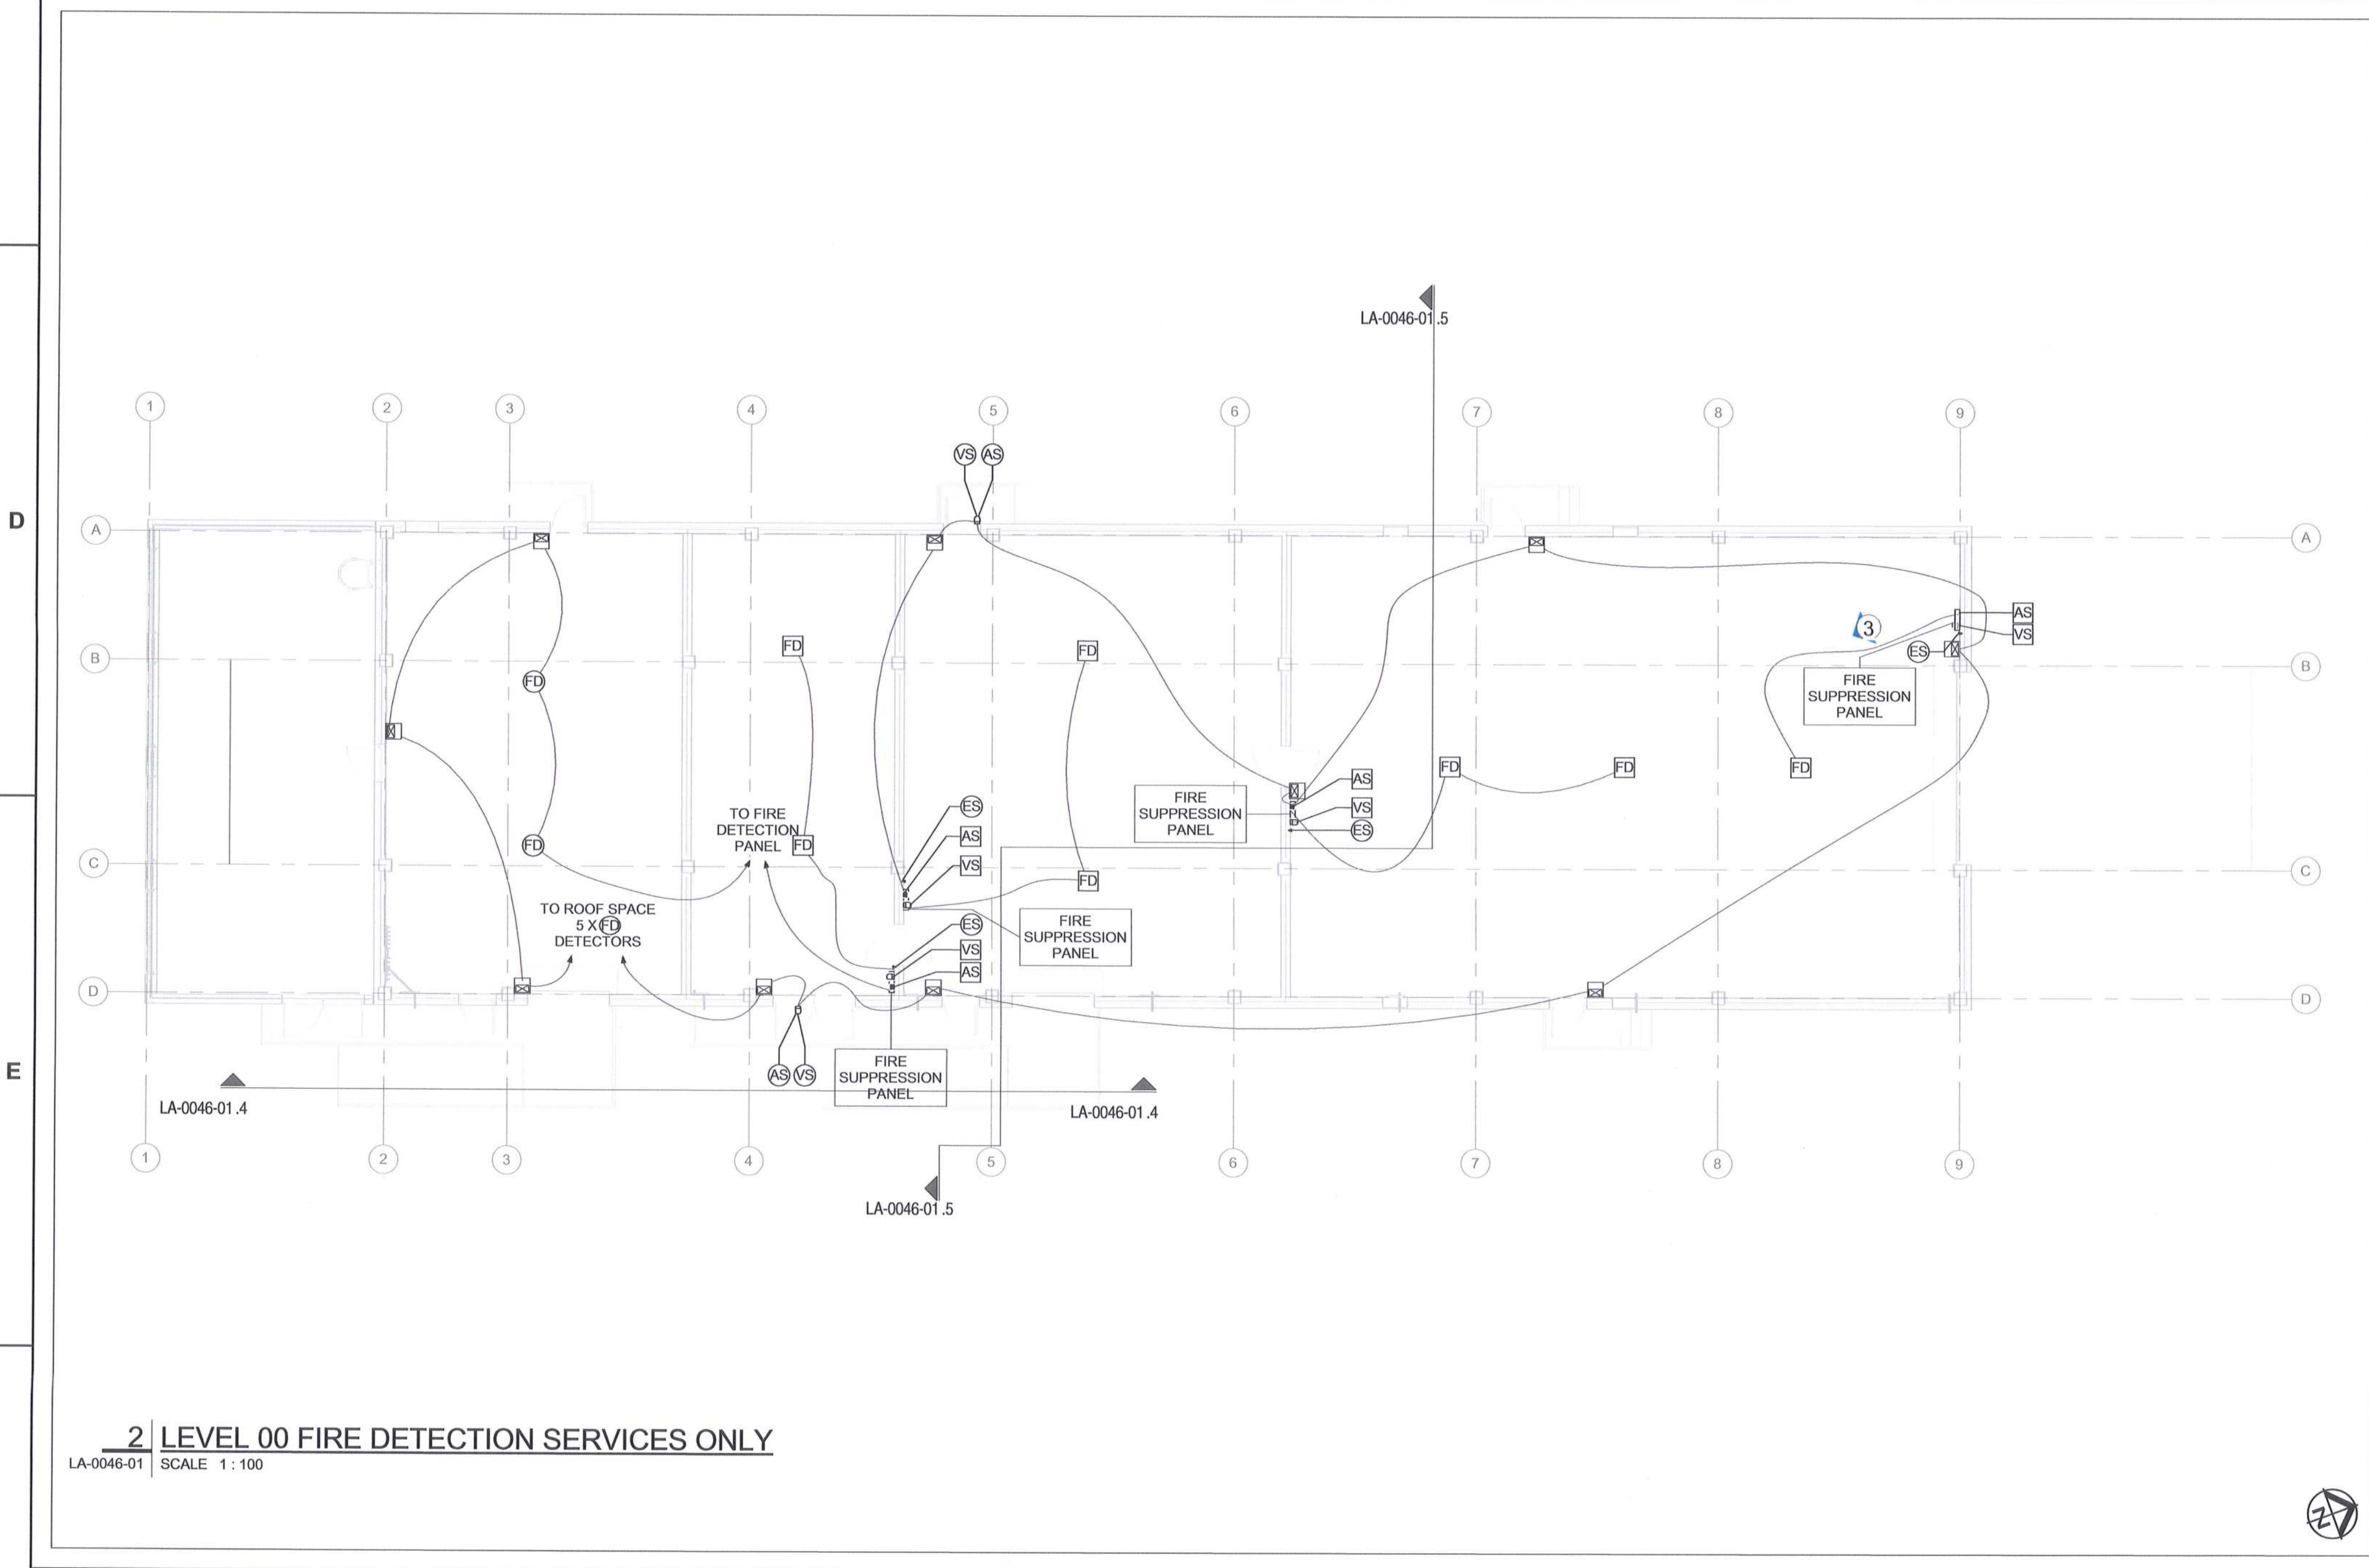 LA-0046-01.5
1 2 3 4 5 6 7 8 9
VS AS
D
A A
AS
3
VS
FD FD ES
B B
FD
FIRE
SUPPRESSION
PANEL
FD FD FD
AS
FIRE
SUPPRESSION
PANEL
VS
ES
ES
TO FIRE
DETECTION
PANEL
AS
FD FD
VS
C C
FD
TO ROOF SPACE
5 X FD
DETECTORS
ES
VS
AS
FIRE
SUPPRESSION
PANEL
D D
E
AS VS
FIRE
SUPPRESSION
PANEL
LA-0046-01.4
LA-0046-01.4
1 2 3 4 5 6 7 8 9
LA-0046-01.5
2 LEVEL 00 FIRE DETECTION SERVICES ONLY
LA-0046-01 SCALE 1 : 100
Z